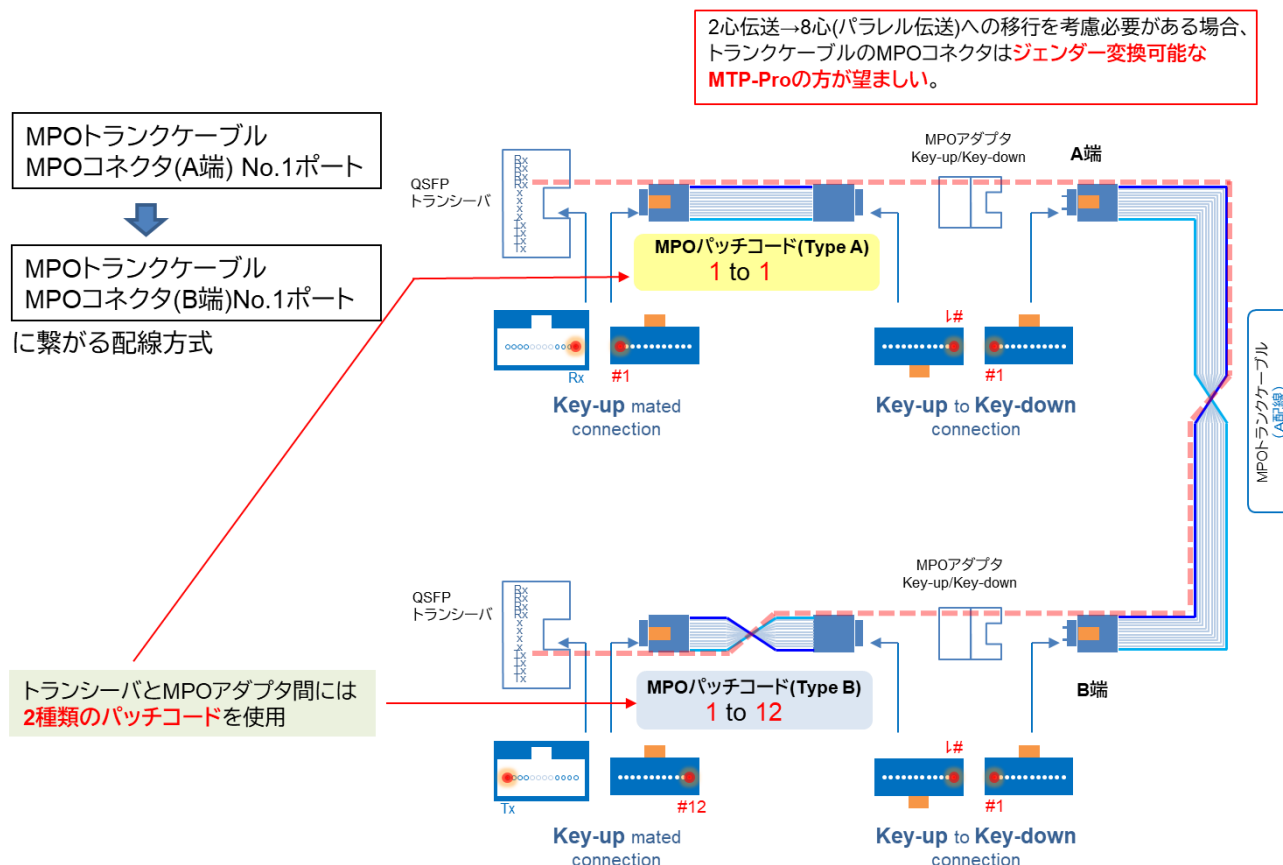 2心伝送→8心(パラレル伝送)への移行を考慮必要がある場合、
トランクケーブルのMPOコネクタはジェンダー変換可能な
MTP-Proの方が望ましい。
MPOトランクケーブル
MPOコネクタ(A端) No.1ポート
MPOトランクケーブル
MPOコネクタ(B端)No.1ポート
に繋がる配線方式
QSFP
トランシーバ
Rx
Rx
Rx
Rx
x
x
x
x
Tx
Tx
Tx
Tx
MPOアダプタ
Key-up/Key-down
A端
MPOパッチコード(Type A)
1 to 1
Rx
#1
#1
#1
Key-up mated
connection
Key-up to Key-down
connection
MPOトランクケーブル
(A配線)
QSFP
トランシーバ
Rx
Rx
Rx
Rx
x
x
x
x
Tx
Tx
Tx
Tx
MPOアダプタ
Key-up/Key-down
B端
トランシーバとMPOアダプタ間には
2種類のパッチコードを使用
MPOパッチコード(Type B)
1 to 12
Tx
#12
#1
#1
Key-up mated
connection
Key-up to Key-down
connection